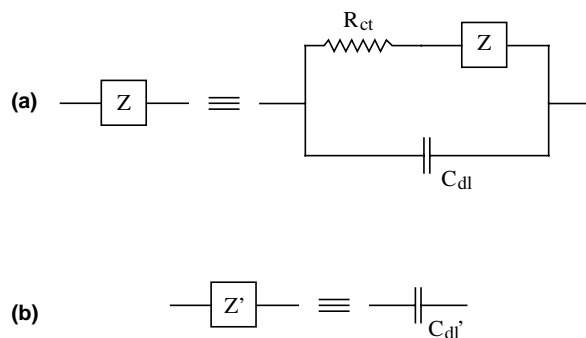 R_ct
Z
(a) Z ≡
C_dl
(b) Z' ≡
C_dl'